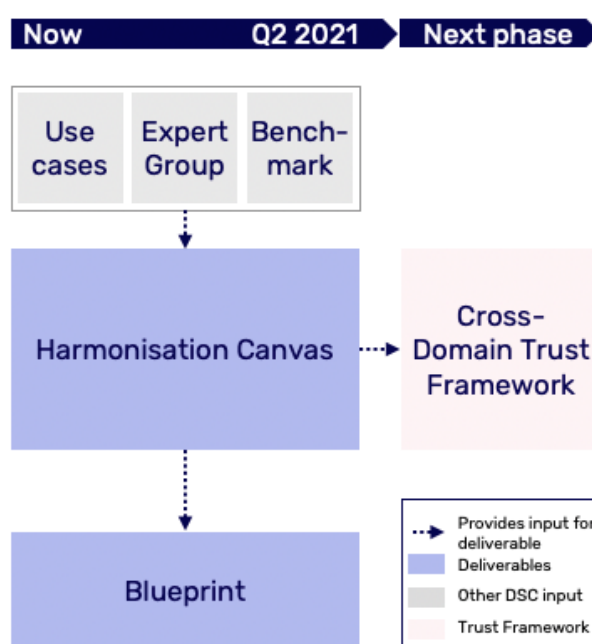 Now Q2 2021 Next phase
Use cases
Expert Group
Bench-
mark
Harmonisation Canvas
Cross-
Domain Trust
Framework
Blueprint
Provides input for
deliverable
Deliverables
Other DSC input
Trust Framework